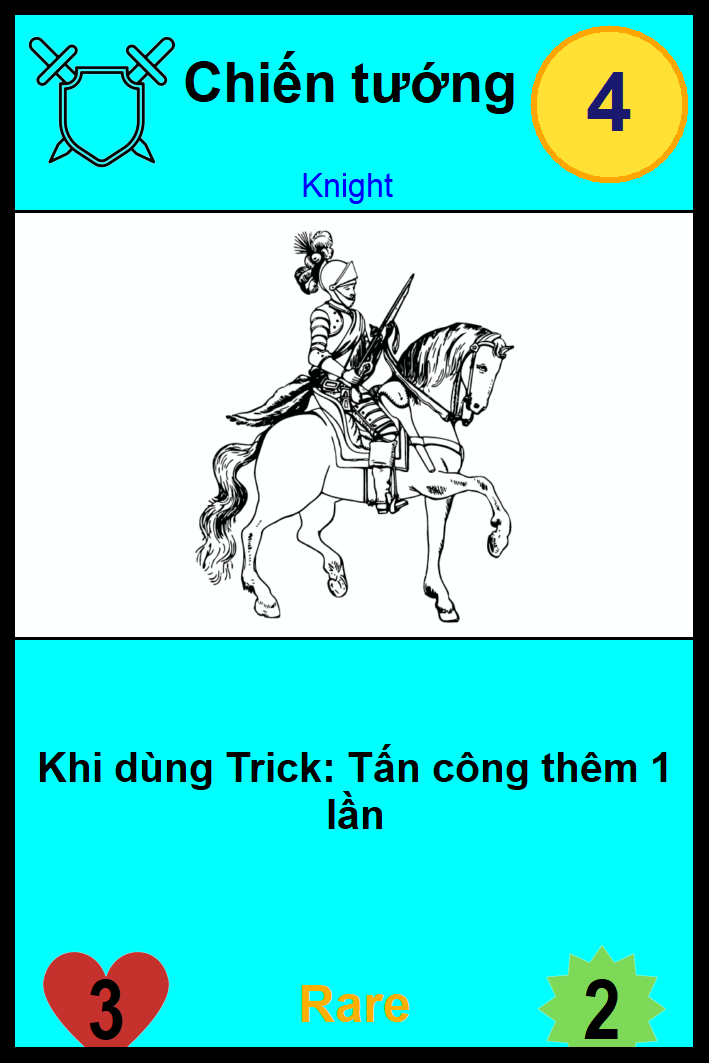 Chiến tướng
4
Knight
Khi dùng Trick: Tấn công thêm 1
lần
3
Rare
2